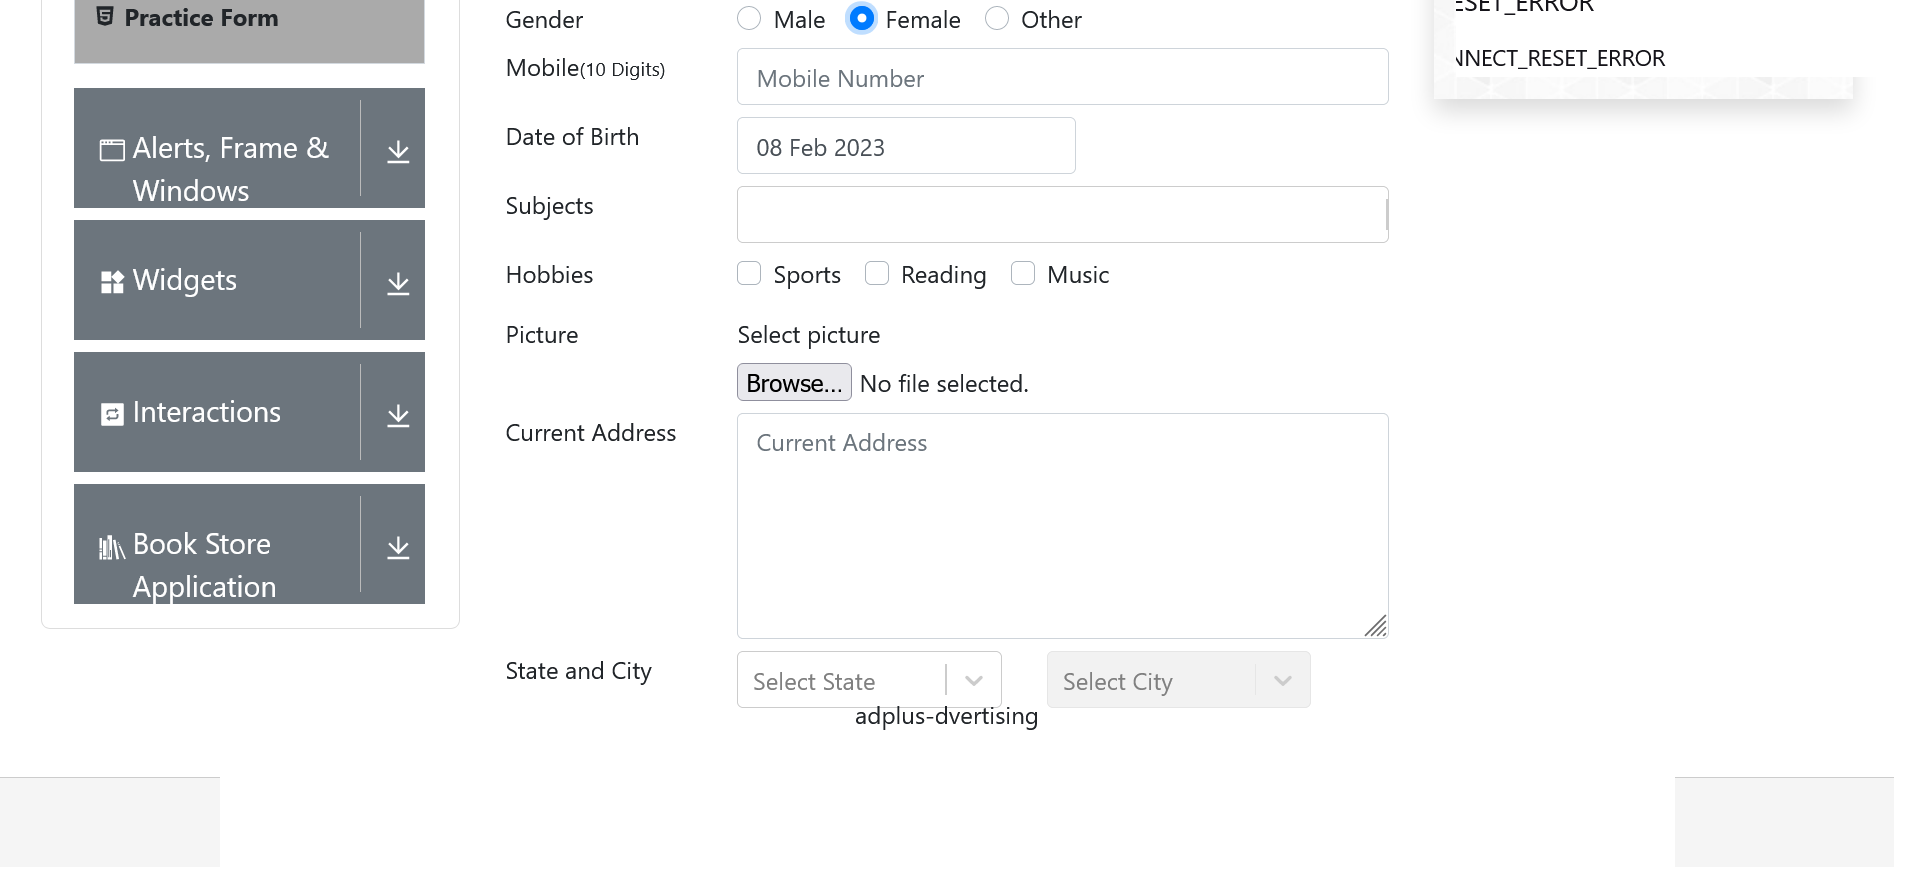 Practice Form
Alerts, Frame &
Windows
Widgets
Interactions
Book Store
Application
Gender
Male Female Other
Mobile(10 Digits)
Mobile Number
Date of Birth
08 Feb 2023
Subjects
Hobbies
Sports Reading Music
Picture
Select picture
Browse... No file selected.
Current Address
Current Address
State and City
Select State
Select City
adplus-dvertising
ESET_ERROR
NNECT_RESET_ERROR